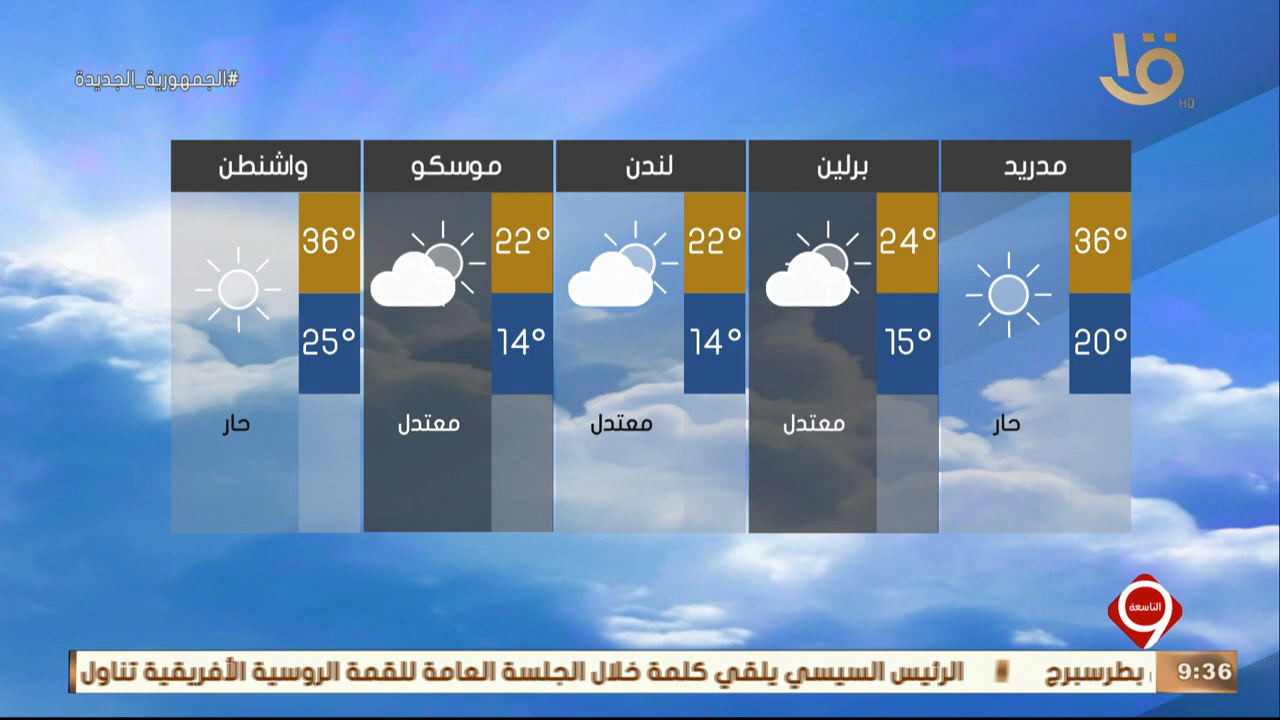 #الجمهورية_الجديدة
HD
مدريد
36°
20°
حار
برلين
24°
15°
معتدل
لندن
22°
14°
معتدل
موسكو
22°
14°
معتدل
واشنطن
36°
25°
حار
التاسعة
9
9:36
بطرسبرج
الرئيس السيسي يلقي كلمة خلال الجلسة العامة للقمة الروسية الأفريقية تناول